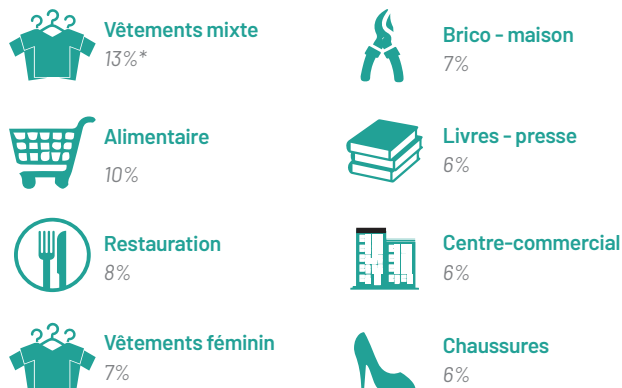 Vêtements mixte
13%*
Alimentaire
10%
Restauration
8%
Vêtements féminin
7%
Brico - maison
7%
Livres - presse
6%
Centre-commercial
6%
Chaussures
6%